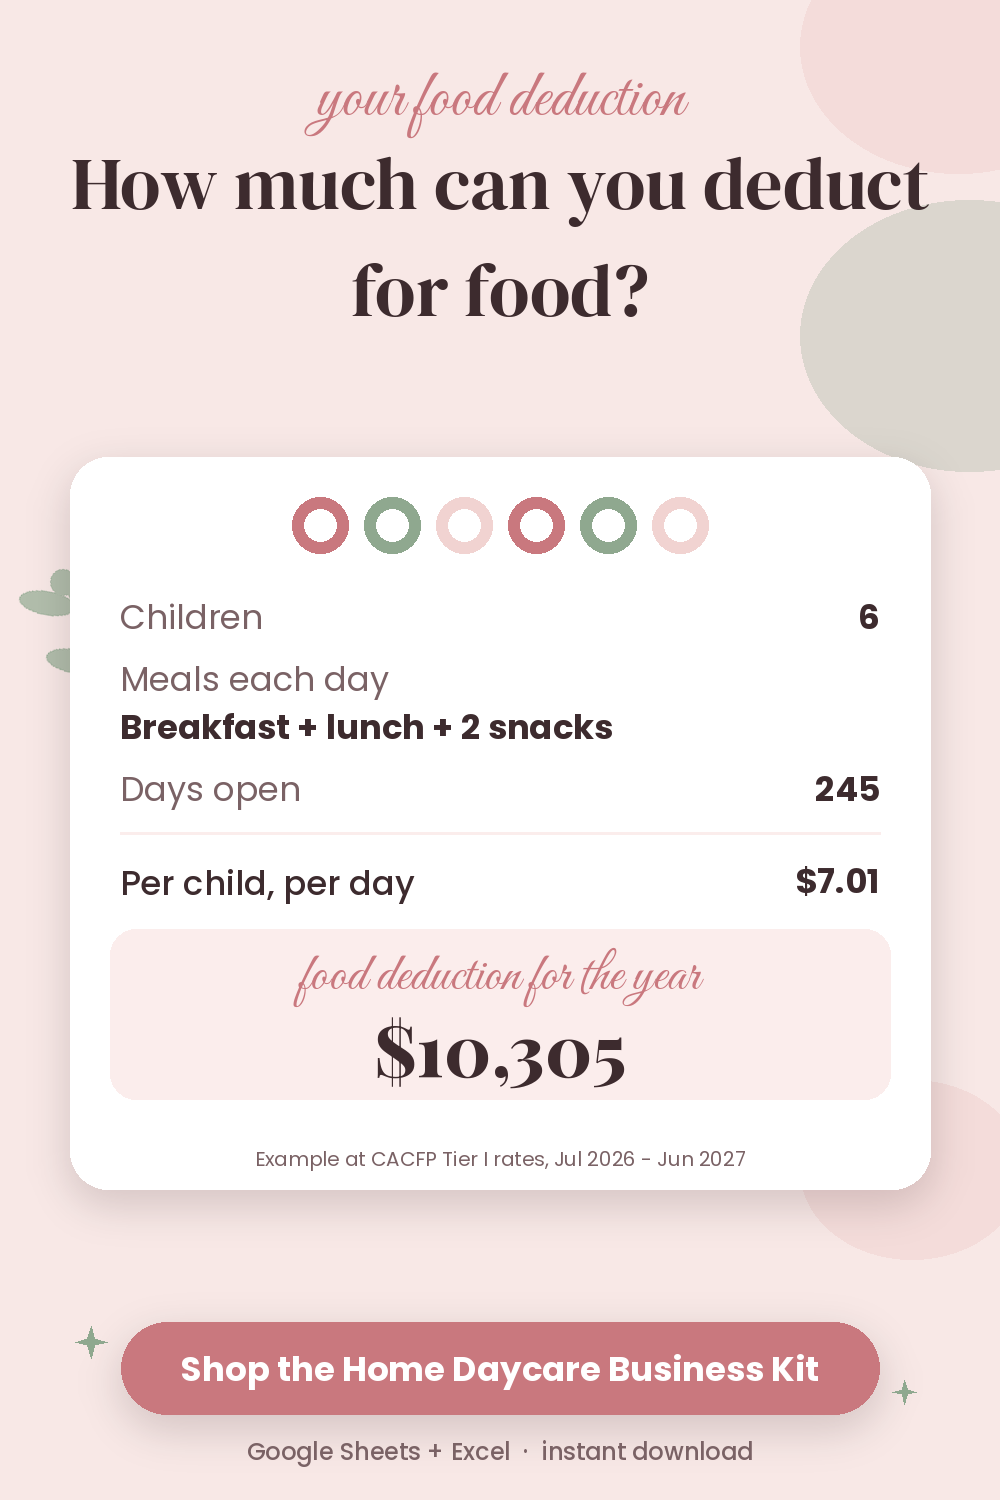 your food deduction
How much can you deduct
for food?
Children 6
Meals each day
Breakfast + lunch + 2 snacks
Days open 245
Per child, per day $7.01
food deduction for the year
$10,305
Example at CACFP Tier I rates, Jul 2026 - Jun 2027
Shop the Home Daycare Business Kit
Google Sheets + Excel · instant download